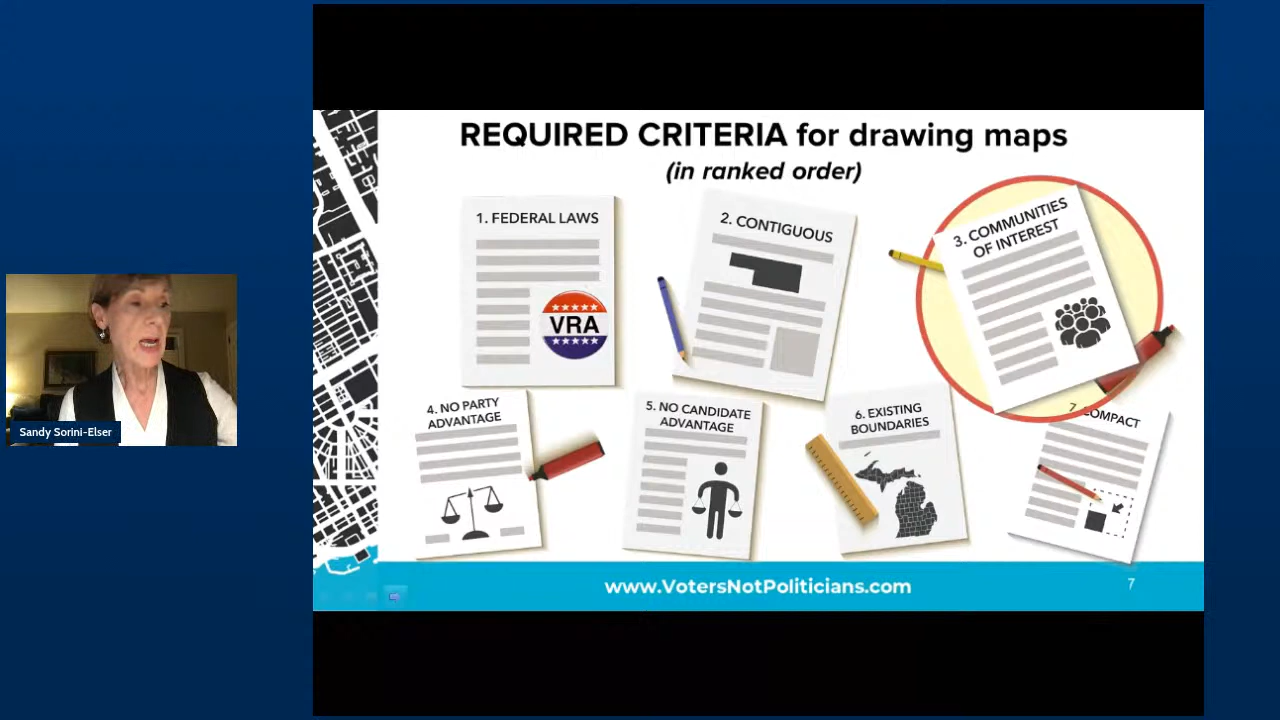 REQUIRED CRITERIA for drawing maps
(in ranked order)
1. FEDERAL LAWS
VRA
2. CONTIGUOUS
3. COMMUNITIES
OF INTEREST
4. NO PARTY
ADVANTAGE
5. NO CANDIDATE
ADVANTAGE
6. EXISTING
BOUNDARIES
7. COMPACT
Sandy Sorini-Elser
www.VotersNotPoliticians.com
7